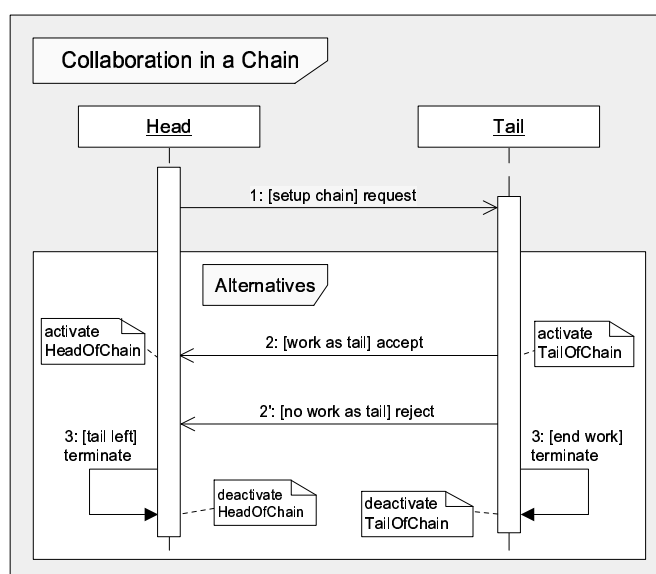 Collaboration in a Chain
Head
Tail
1: [setup chain] request
Alternatives
activate
HeadOfChain
2: [work as tail] accept
activate
TailOfChain
2': [no work as tail] reject
3: [tail left]
terminate
3: [end work]
terminate
deactivate
HeadOfChain
deactivate
TailOfChain